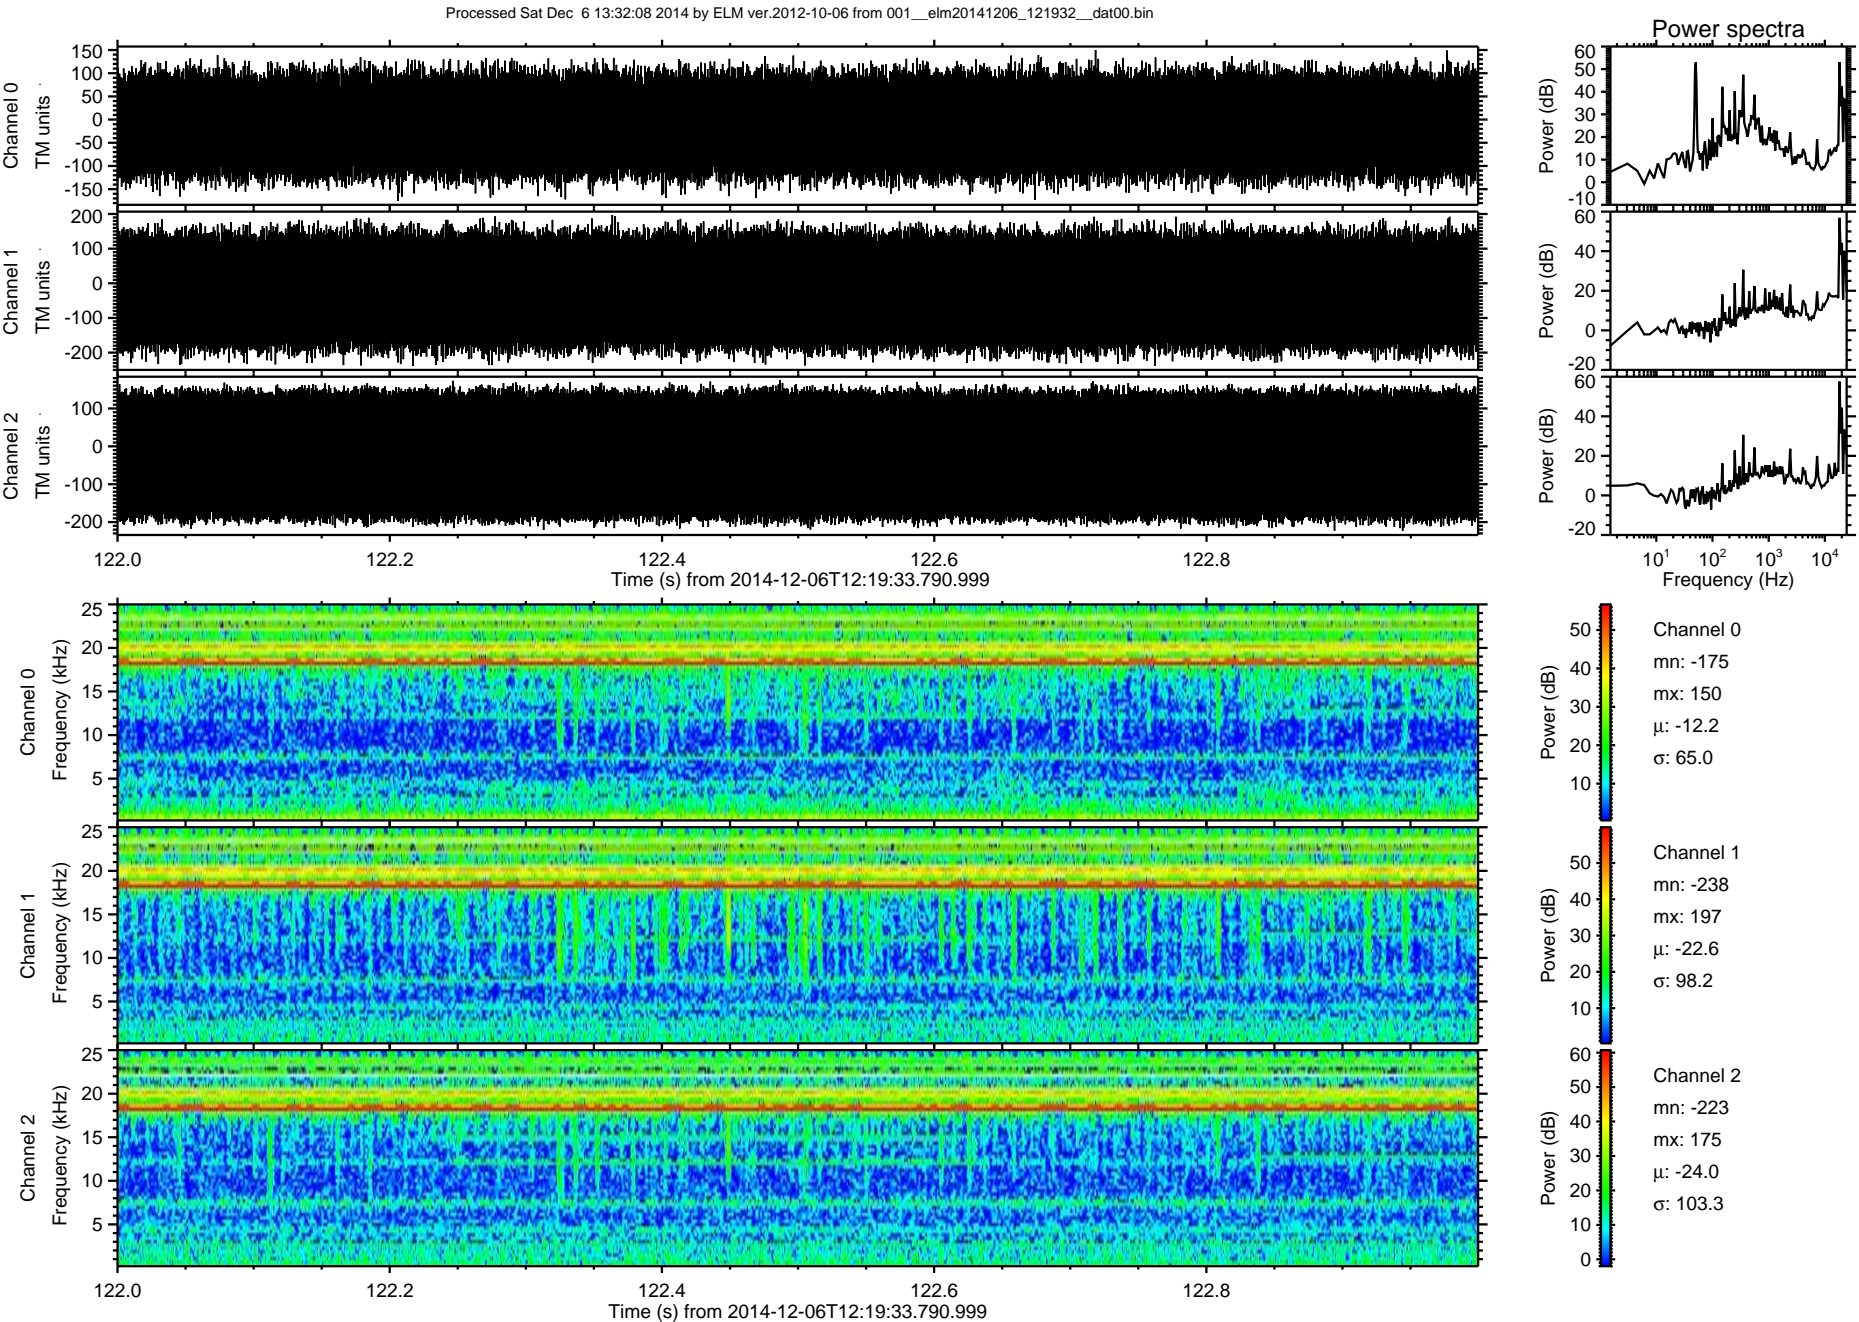 Processed Sat Dec  6 13:32:08 2014 by ELM ver.2012-10-06 from 001__elm20141206_121932__dat00.bin
Power spectra
Channel 0
TM units
150
100
50
0
-50
-100
-150
Power (dB)
60
50
40
30
20
10
0
-10
Channel 1
TM units
200
100
0
-100
-200
Power (dB)
60
40
20
0
-20
Channel 2
TM units
100
0
-100
-200
Power (dB)
60
40
20
0
-20
122.0 122.2 122.4 122.6 122.8
Time (s) from 2014-12-06T12:19:33.790.999
10¹ 10² 10³ 10⁴
Frequency (Hz)
Channel 0
Frequency (kHz)
25
20
15
10
5
Power (dB)
50
40
30
20
10
Channel 0
mn: -175
mx: 150
μ: -12.2
σ: 65.0
Channel 1
Frequency (kHz)
25
20
15
10
5
Power (dB)
50
40
30
20
10
Channel 1
mn: -238
mx: 197
μ: -22.6
σ: 98.2
Channel 2
Frequency (kHz)
25
20
15
10
5
Power (dB)
60
50
40
30
20
10
0
Channel 2
mn: -223
mx: 175
μ: -24.0
σ: 103.3
122.0 122.2 122.4 122.6 122.8
Time (s) from 2014-12-06T12:19:33.790.999